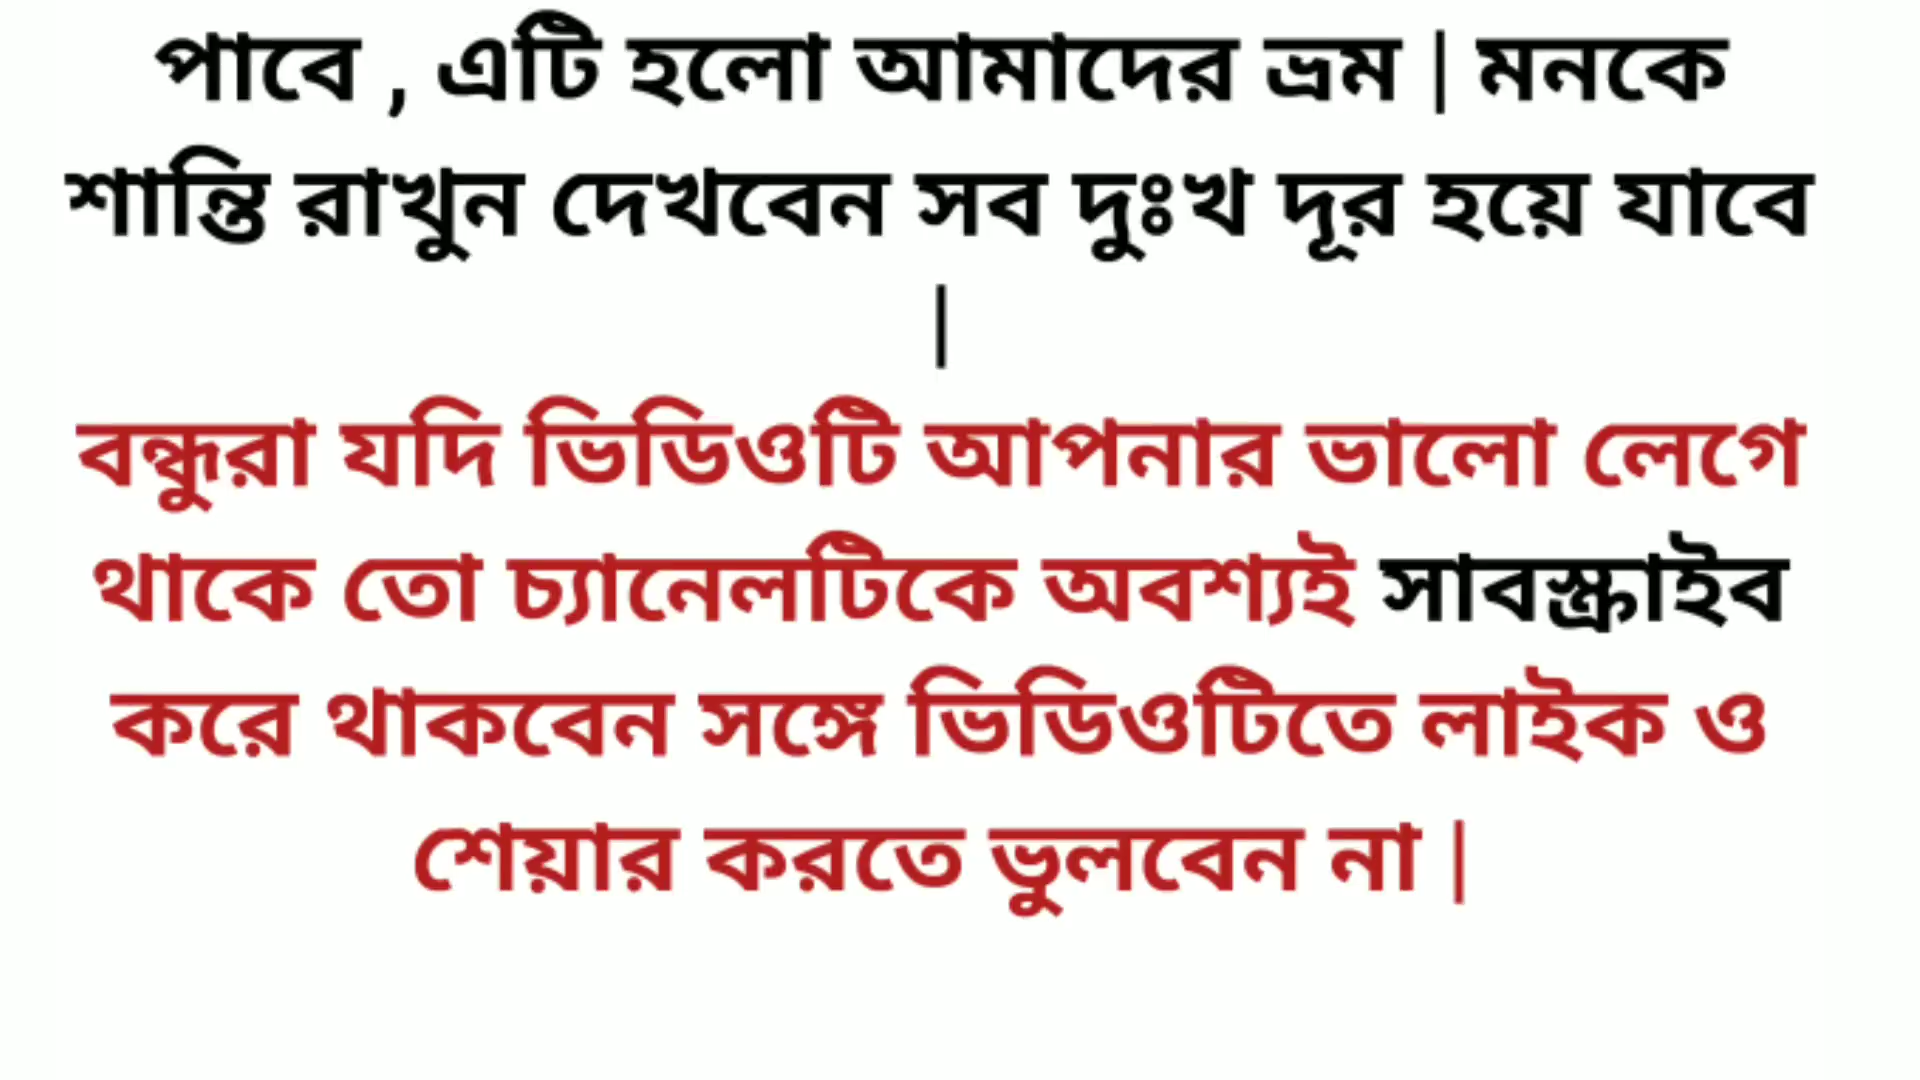 পাবে , এটি হলো আমাদের ভ্রম | মনকে
শান্তি রাখুন দেখবেন সব দুঃখ দূর হয়ে যাবে
|
বন্ধুরা যদি ভিডিওটি আপনার ভালো লেগে
থাকে তো চ্যানেলটিকে অবশ্যই সাবস্ক্রাইব
করে থাকবেন সঙ্গে ভিডিওটিতে লাইক ও
শেয়ার করতে ভুলবেন না |